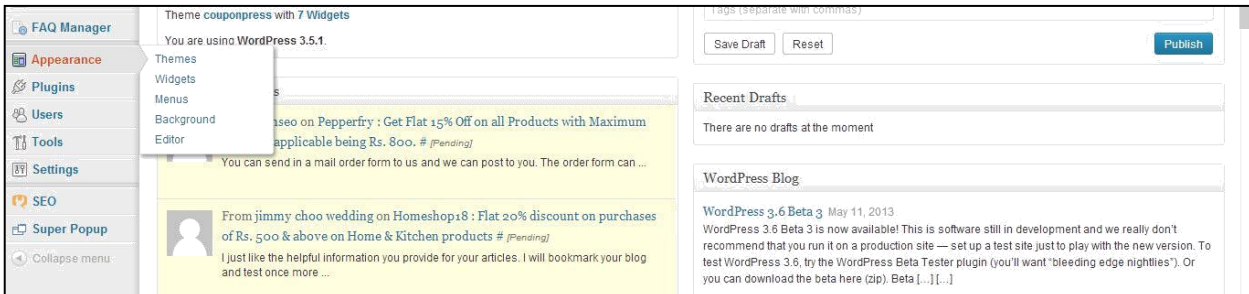 FAQ Manager
Appearance
Plugins
Users
Tools
Settings
SEO
Super Popup
Collapse menu
Themes
Widgets
Menus
Background
Editor
Theme couponpress with 7 Widgets
You are using WordPress 3.5.1.
on Pepperfry : Get Flat 15% Off on all Products with Maximum
applicable being Rs. 800. # [Pending]
You can send in a mail order form to us and we can post to you. The order form can ...
From jimmy choo wedding on Homeshop18 : Flat 20% discount on purchases
of Rs. 500 & above on Home & Kitchen products # [Pending]
I just like the helpful information you provide for your articles. I will bookmark your blog
and test once more ...
Tags (separate with commas)
Save Draft
Reset
Publish
Recent Drafts
There are no drafts at the moment
WordPress Blog
WordPress 3.6 Beta 3 May 11, 2013
WordPress 3.6 Beta 3 is now available! This is software still in development and we really don't
recommend that you run it on a production site — set up a test site just to play with the new version. To
test WordPress 3.6, try the WordPress Beta Tester plugin (you'll want “bleeding edge nightlies”). Or
you can download the beta here (zip). Beta [...] [...]